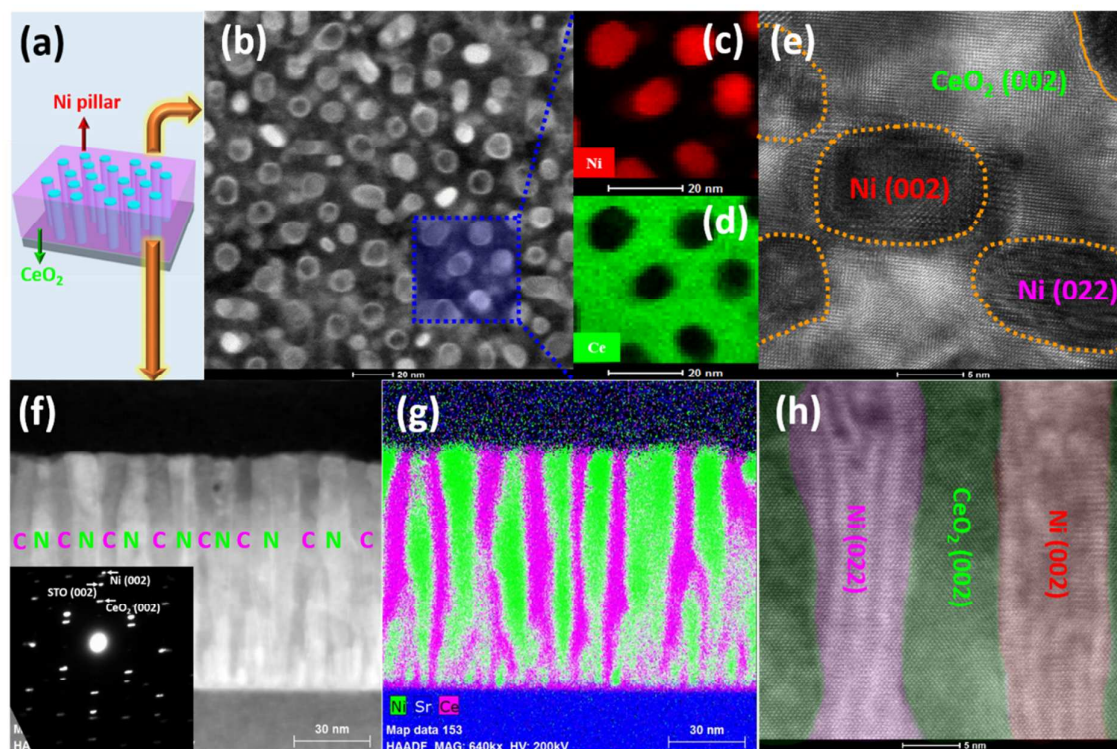 (a)
Ni pillar
CeO₂
(b)
20 nm
(c)
Ni
20 nm
(d)
Ce
20 nm
(e)
CeO₂ (002)
Ni (002)
Ni (022)
5 nm
(f)
C N C N C N C N C N C N C
Ni (002)
STO (002)
CeO₂ (002)
30 nm
(g)
Ni Sr Ce
Map data 153
HAADF MAG: 640kx HV: 200kV
30 nm
(h)
Ni (022)
CeO₂ (002)
Ni (002)
5 nm